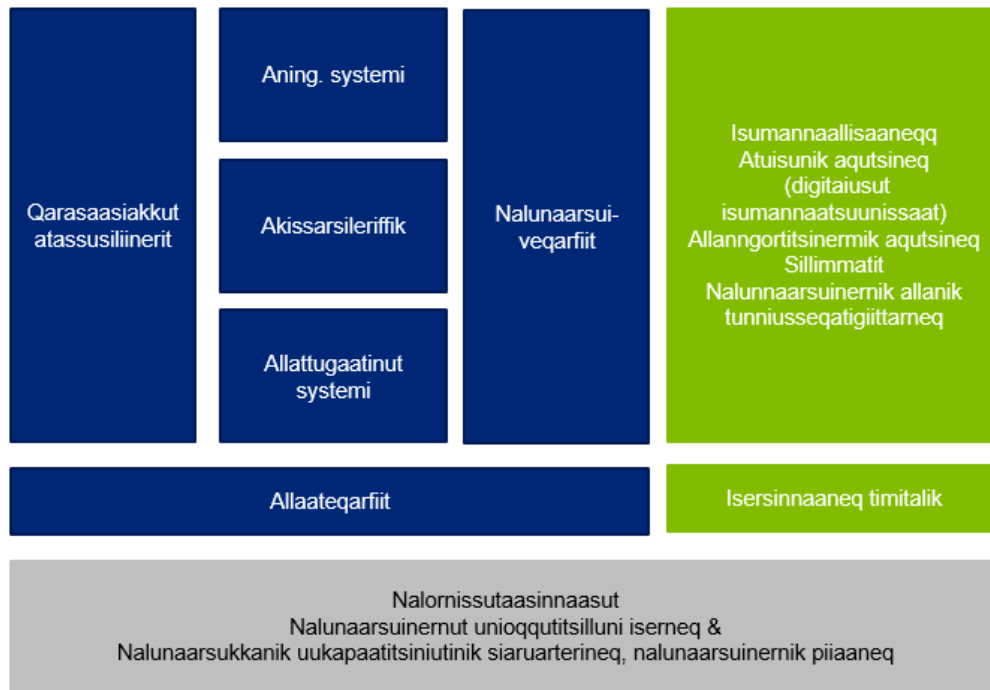 Qarasaasiakkut
atassusiliinerit
Aning. systemi
Akissarsileriffik
Allattugaatinut
systemi
Nalunaarsui-
veqarfiit
Isumannaallisaaneqq
Atuisunik aqutsineq
(digitaiusut
isumannaatsuunissaat)
Allanngortitsinermik aqutsineq
Sillimmatit
Nalunnaarsuinernik allanik
tunniusseqatigiittarneq
Allaateqarfiit
Isersinnaaneq timitalik
Nalornissutaasinnaasut
Nalunaarsuinernut unioqqutitsilluni iserneq &
Nalunaarsukkanik uukapaatitsiniutinik siaruarterineq, nalunaarsuinernik piiaaneq